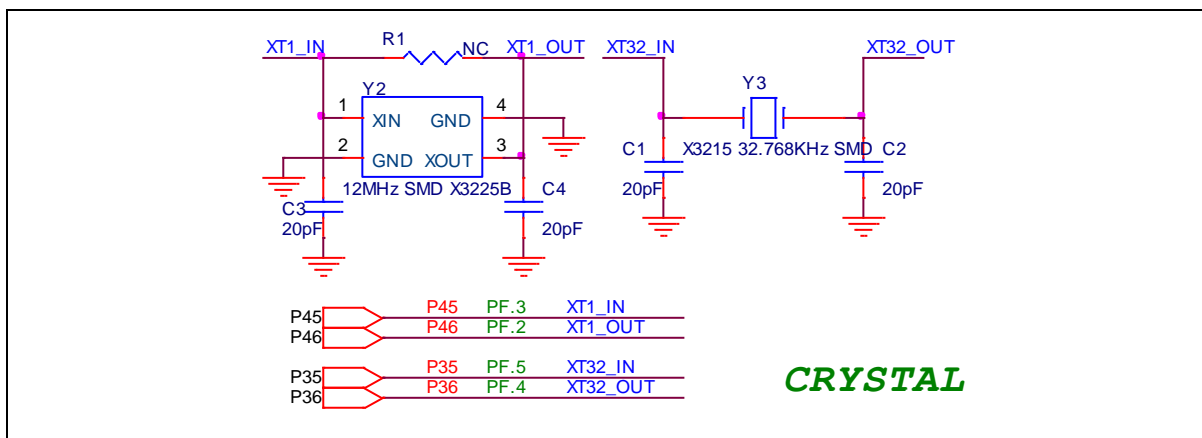 R1 NC
XT1_IN XT1_OUT
XT32_IN XT32_OUT
Y2
1 XIN GND 4
2 GND XOUT 3
12MHz SMD X3225B
C3
20pF
C4
20pF
Y3
X3215 32.768KHz SMD
C1
20pF
C2
20pF
P45 P45 PF.3 XT1_IN
P46 P46 PF.2 XT1_OUT
P35 P35 PF.5 XT32_IN
P36 P36 PF.4 XT32_OUT
CRYSTAL